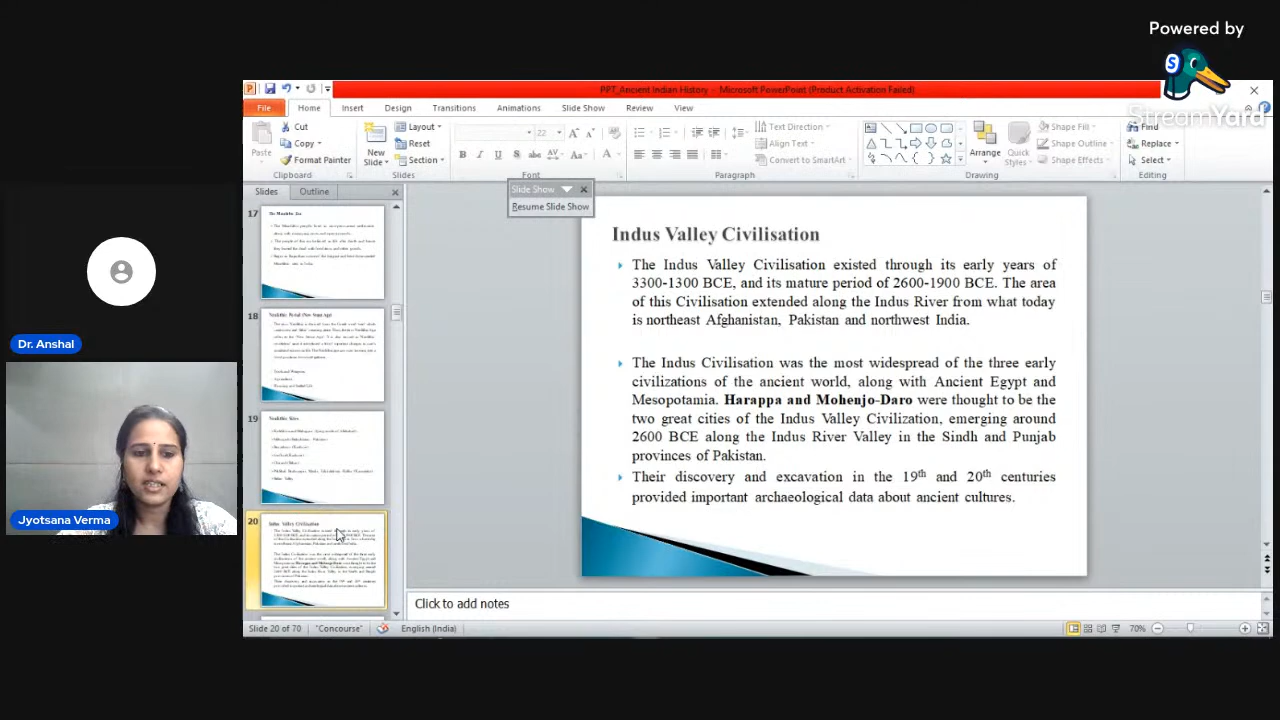 Powered by
StreamYard
PPT_Ancient Indian History - Microsoft PowerPoint (Product Activation Failed)
File Home Insert Design Transitions Animations Slide Show Review View
Paste
Cut
Copy
Format Painter
Clipboard
New Slide
Layout
Reset
Section
Slides
22
Font
Paragraph
Text Direction
Align Text
Convert to SmartArt
Arrange
Quick Styles
Shape Fill
Shape Outline
Shape Effects
Drawing
Find
Replace
Select
Editing
Slides Outline
Slide Show
Resume Slide Show
17
18
19
20
Indus Valley Civilisation
The Indus Valley Civilisation existed through its early years of
3300-1300 BCE, and its mature period of 2600-1900 BCE. The area
of this Civilisation extended along the Indus River from what today
is northeast Afghanistan, Pakistan and northwest India.
The Indus Civilisation was the most widespread of the three early
civilizations of the ancient world, along with Ancient Egypt and
Mesopotamia. Harappa and Mohenjo-Daro were thought to be the
two great cities of the Indus Valley Civilization, emerging around
2600 BCE along the Indus River Valley in the Sindh and Punjab
provinces of Pakistan.
Their discovery and excavation in the 19th and 20th centuries
provided important archaeological data about ancient cultures.
Click to add notes
Slide 20 of 70 "Concourse" English (India) 70%
Dr. Anshal
Jyotsana Verma